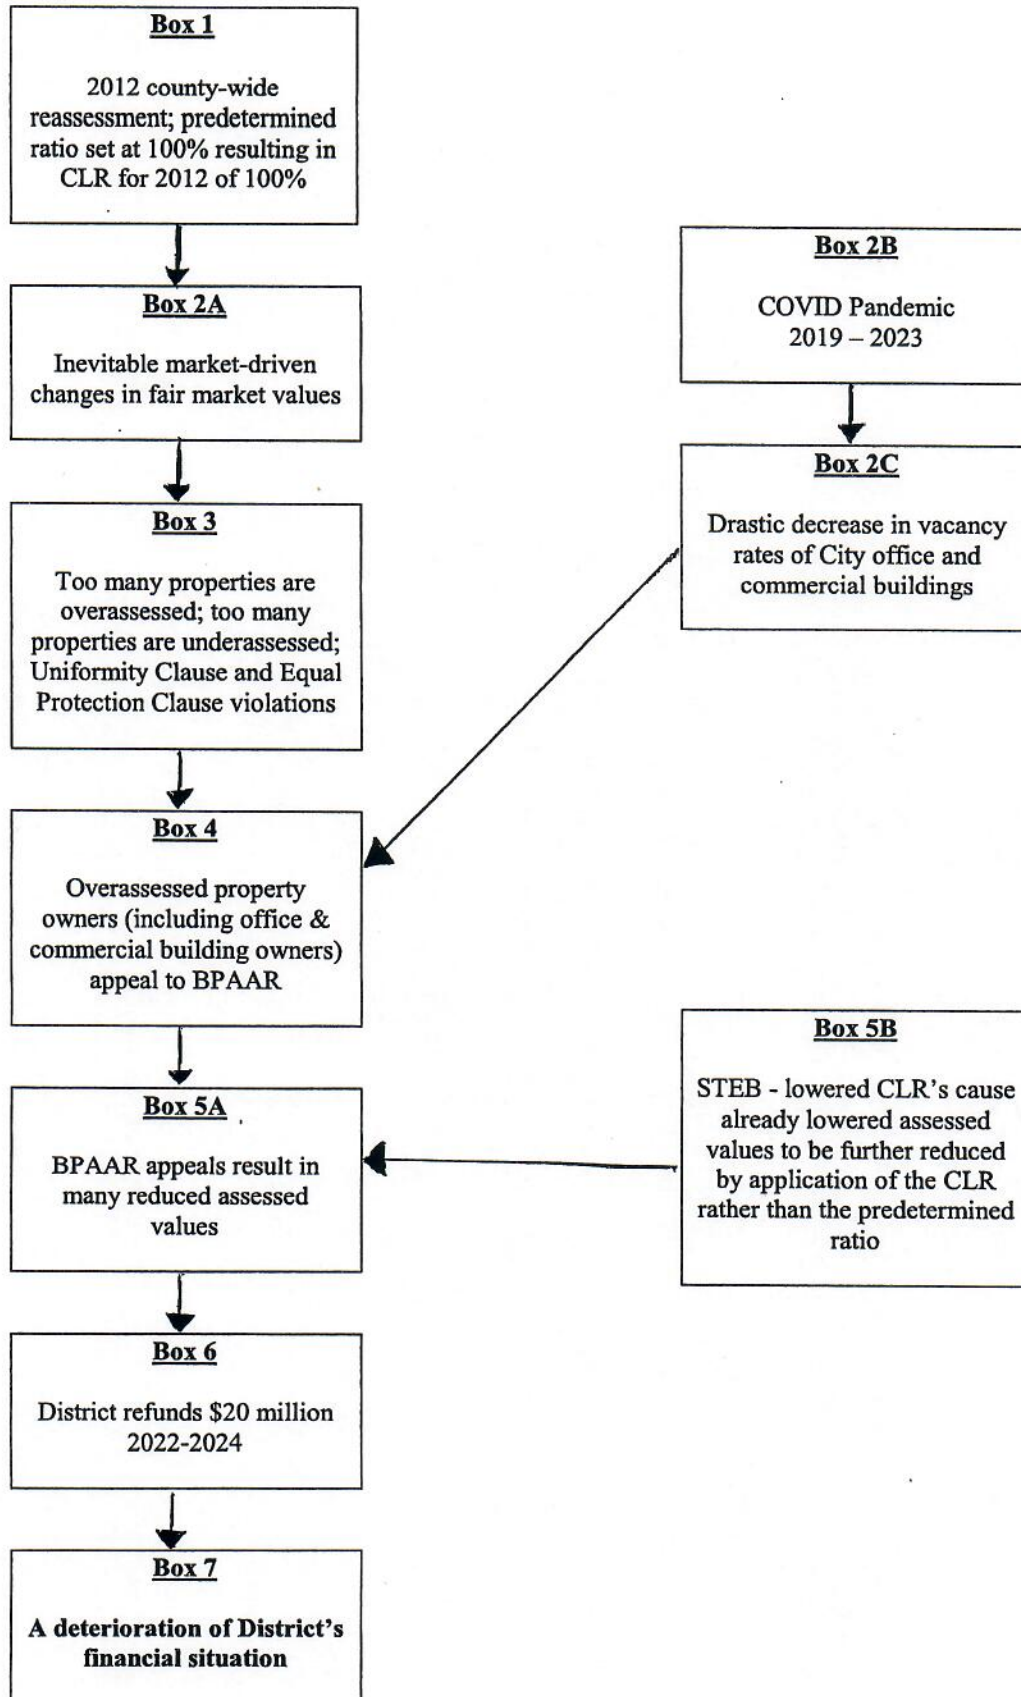 Box 1
2012 county-wide
reassessment; predetermined
ratio set at 100% resulting in
CLR for 2012 of 100%
Box 2A
Inevitable market-driven
changes in fair market values
Box 2B
COVID Pandemic
2019 – 2023
Box 2C
Drastic decrease in vacancy
rates of City office and
commercial buildings
Box 3
Too many properties are
overassessed; too many
properties are underassessed;
Uniformity Clause and Equal
Protection Clause violations
Box 4
Overassessed property
owners (including office &
commercial building owners)
appeal to BPAAR
Box 5A
BPAAR appeals result in
many reduced assessed
values
Box 5B
STEB - lowered CLR's cause
already lowered assessed
values to be further reduced
by application of the CLR
rather than the predetermined
ratio
Box 6
District refunds $20 million
2022-2024
Box 7
A deterioration of District's
financial situation